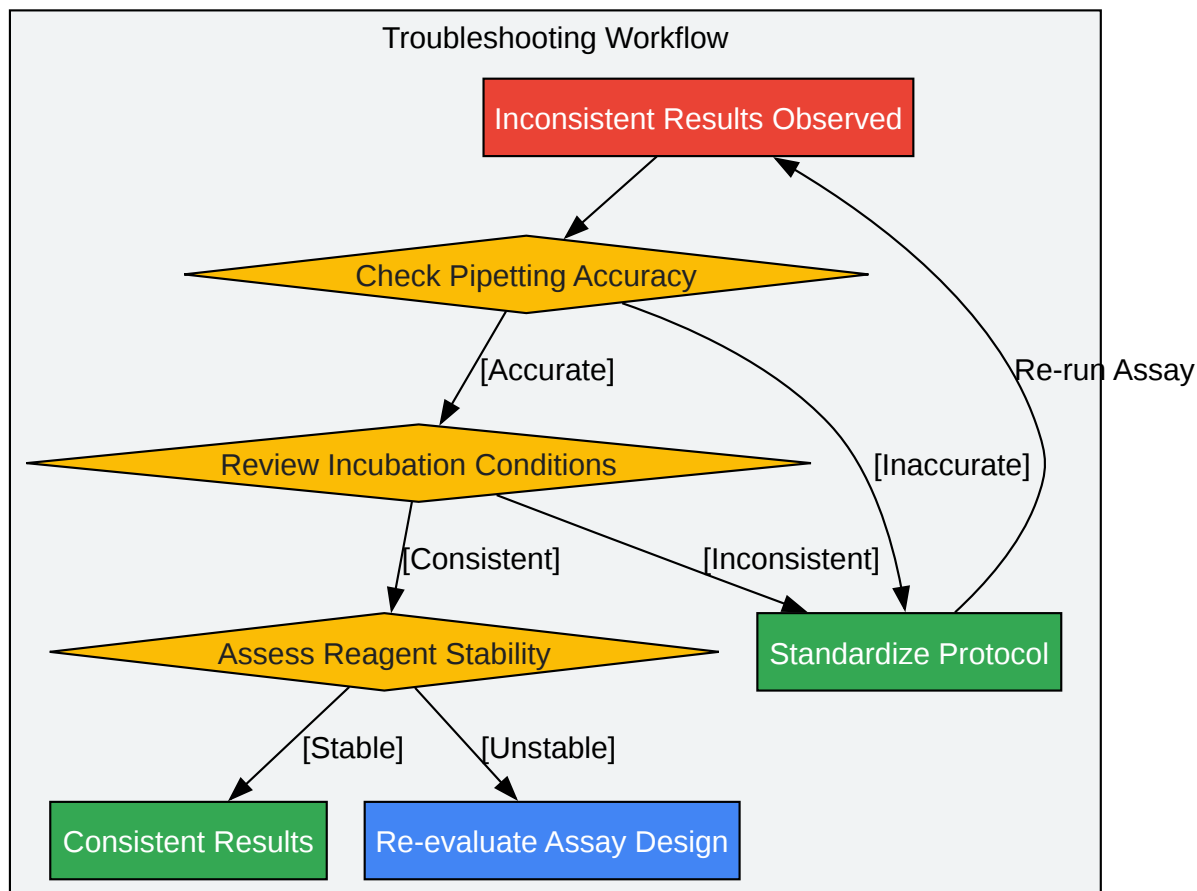 Troubleshooting Workflow
Inconsistent Results Observed
Check Pipetting Accuracy
[Accurate]
Re-run Assay
Review Incubation Conditions
[Inaccurate]
[Consistent]
[Inconsistent]
Assess Reagent Stability
Standardize Protocol
[Stable]
[Unstable]
Consistent Results
Re-evaluate Assay Design